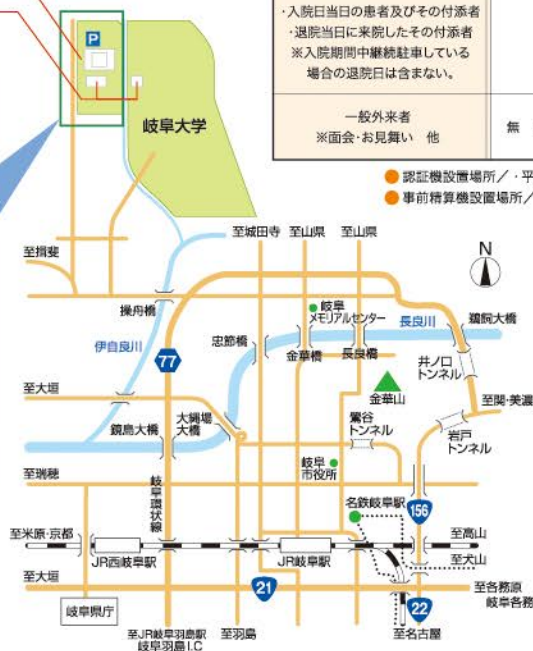 ・入院日当日の患者及びその付添者
・退院当日に来院したその付添者
※入院期間中継続駐車している
場合の退院日は含まない。
一般外来者
※面会・お見舞い 他
無
● 認証機設置場所/・平
● 事前精算機設置場所/
P
岐阜大学
至城田寺
至山県
至山県
N
至揖斐
操舟橋
岐阜
メモリアルセンター
長良川
鵜飼大橋
伊自良川
忠節橋
金華橋
長良橋
77
井ノ口
トンネル
至大垣
金華山
至関・美濃
鏡島大橋
大縄場
大橋
鶯谷
トンネル
岩戸
トンネル
岐阜
市役所
至瑞穂
岐阜環状線
名鉄岐阜駅
156
至米原・京都
至高山
JR西岐阜駅
JR岐阜駅
至犬山
至大垣
21
至各務原
岐阜各務
岐阜県庁
22
至JR岐阜羽島駅
岐阜羽島I.C
至羽島
至名古屋